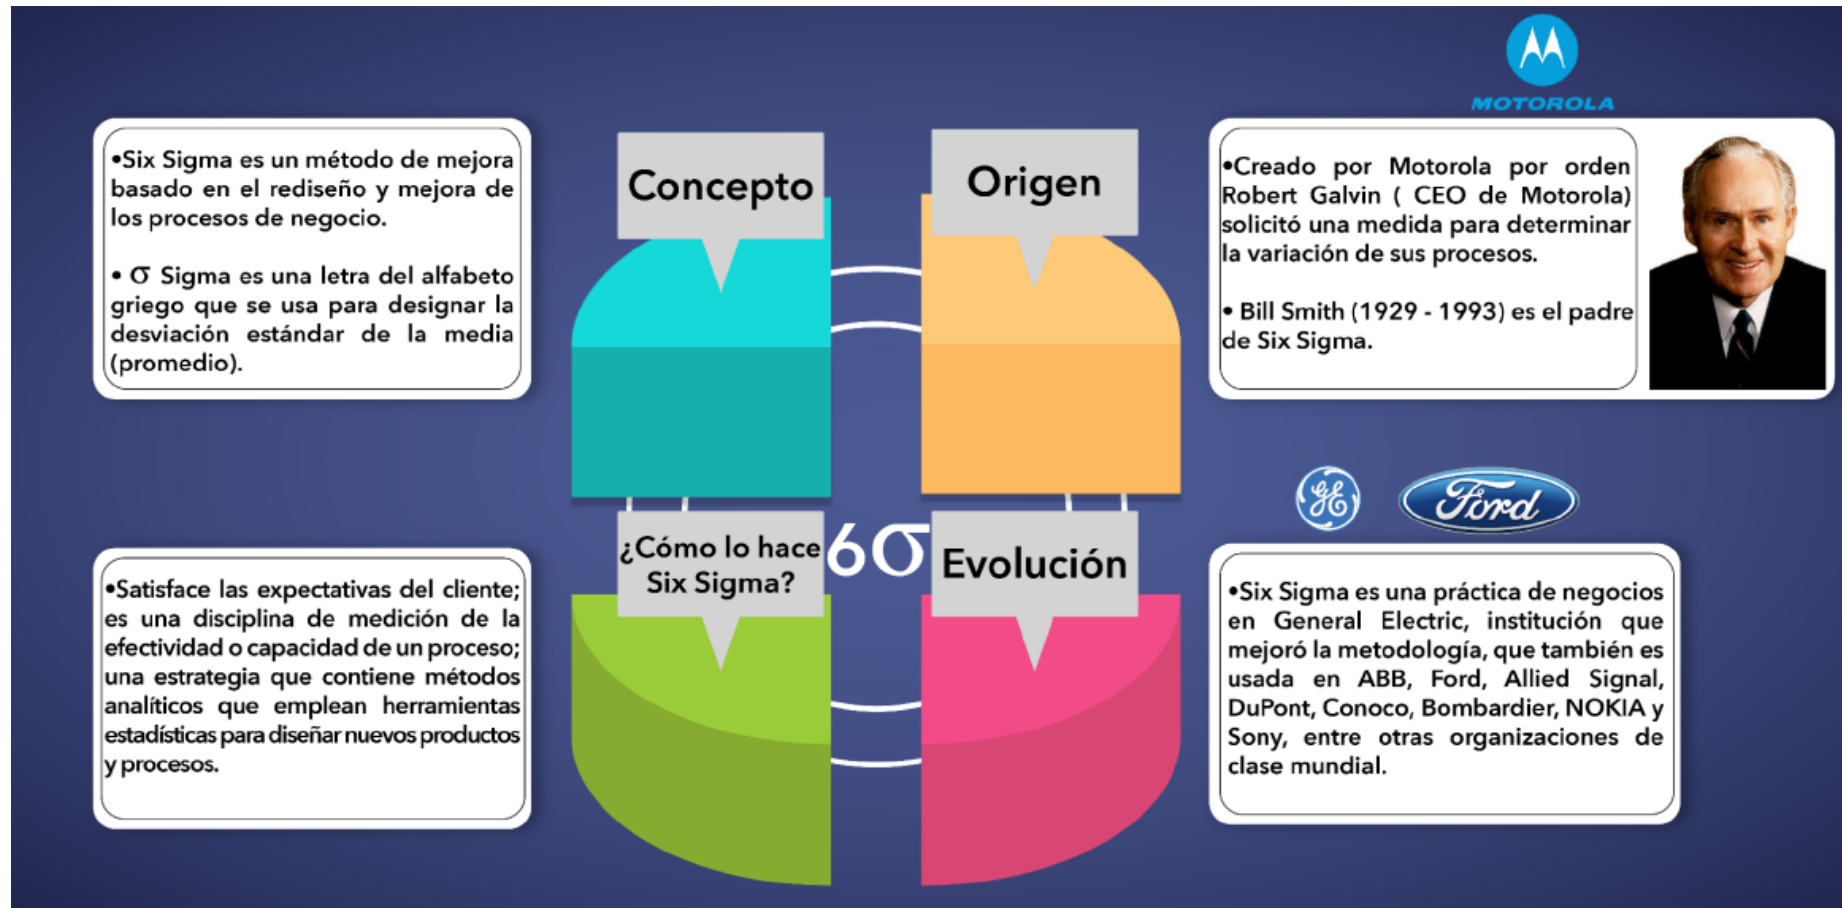 MOTOROLA
•Six Sigma es un método de mejora
basado en el rediseño y mejora de
los procesos de negocio.
• σ Sigma es una letra del alfabeto
griego que se usa para designar la
desviación estándar de la media
(promedio).
Concepto
Origen
•Creado por Motorola por orden
Robert Galvin ( CEO de Motorola)
solicitó una medida para determinar
la variación de sus procesos.
• Bill Smith (1929 - 1993) es el padre
de Six Sigma.
GE
Ford
•Satisface las expectativas del cliente;
es una disciplina de medición de la
efectividad o capacidad de un proceso;
una estrategia que contiene métodos
analíticos que emplean herramientas
estadísticas para diseñar nuevos productos
y procesos.
¿Cómo lo hace
Six Sigma?
6σ
Evolución
•Six Sigma es una práctica de negocios
en General Electric, institución que
mejoró la metodología, que también es
usada en ABB, Ford, Allied Signal,
DuPont, Conoco, Bombardier, NOKIA y
Sony, entre otras organizaciones de
clase mundial.